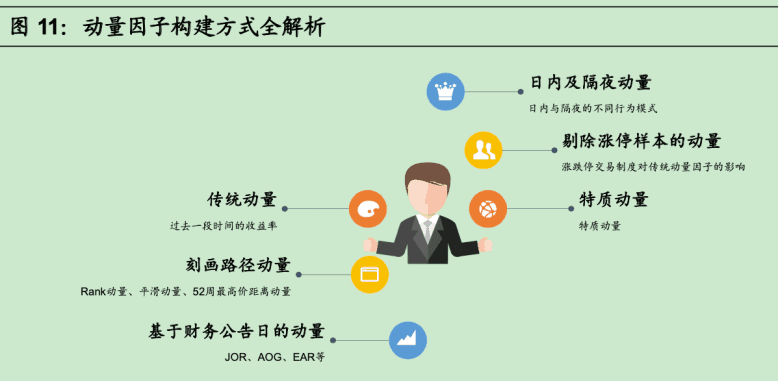 图 11：动量因子构建方式全解析
日内及隔夜动量
日内与隔夜的不同行为模式
剔除涨停样本的动量
涨跌停交易制度对传统动量因子的影响
传统动量
过去一段时间的收益率
特质动量
特质动量
刻画路径动量
Rank动量、平滑动量、52周最高价距离动量
基于财务公告日的动量
JOR、AOG、EAR等